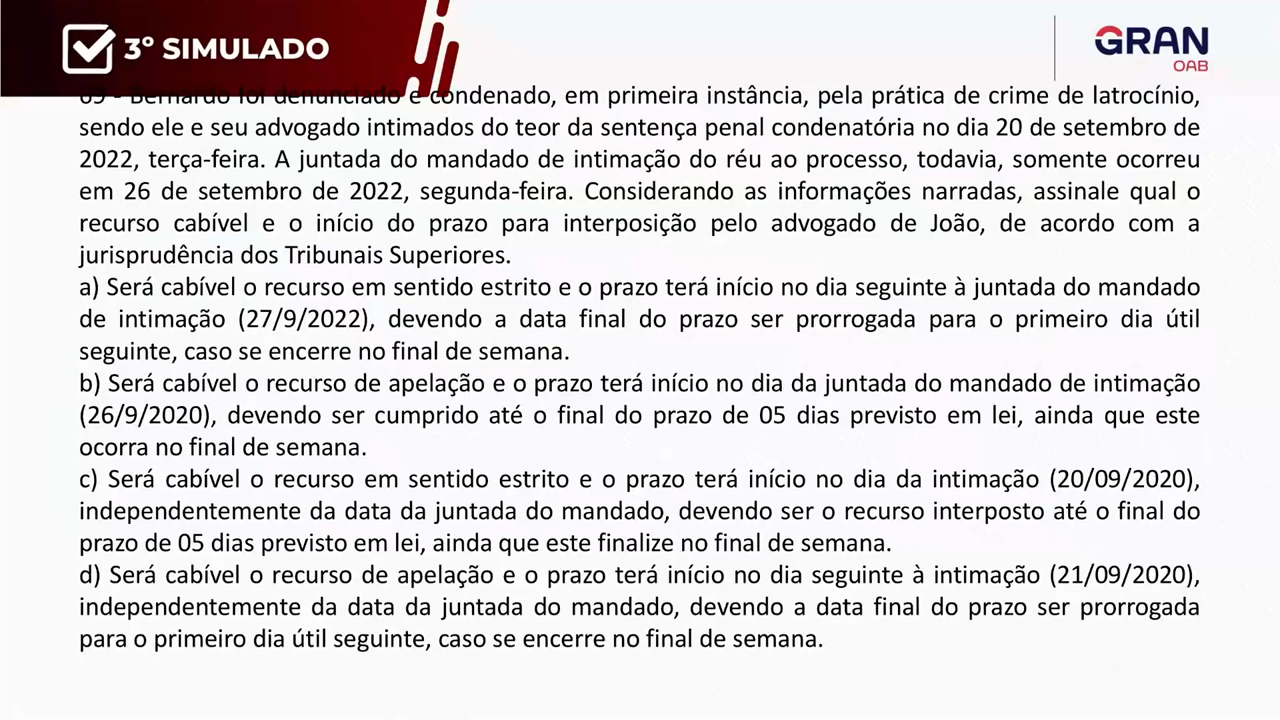 3º SIMULADO
GRAN
OAB
69 - Bernardo foi denunciado e condenado, em primeira instância, pela prática de crime de latrocínio,
sendo ele e seu advogado intimados do teor da sentença penal condenatória no dia 20 de setembro de
2022, terça-feira. A juntada do mandado de intimação do réu ao processo, todavia, somente ocorreu
em 26 de setembro de 2022, segunda-feira. Considerando as informações narradas, assinale qual o
recurso cabível e o início do prazo para interposição pelo advogado de João, de acordo com a
jurisprudência dos Tribunais Superiores.
a) Será cabível o recurso em sentido estrito e o prazo terá início no dia seguinte à juntada do mandado
de intimação (27/9/2022), devendo a data final do prazo ser prorrogada para o primeiro dia útil
seguinte, caso se encerre no final de semana.
b) Será cabível o recurso de apelação e o prazo terá início no dia da juntada do mandado de intimação
(26/9/2020), devendo ser cumprido até o final do prazo de 05 dias previsto em lei, ainda que este
ocorra no final de semana.
c) Será cabível o recurso em sentido estrito e o prazo terá início no dia da intimação (20/09/2020),
independentemente da data da juntada do mandado, devendo ser o recurso interposto até o final do
prazo de 05 dias previsto em lei, ainda que este finalize no final de semana.
d) Será cabível o recurso de apelação e o prazo terá início no dia seguinte à intimação (21/09/2020),
independentemente da data da juntada do mandado, devendo a data final do prazo ser prorrogada
para o primeiro dia útil seguinte, caso se encerre no final de semana.